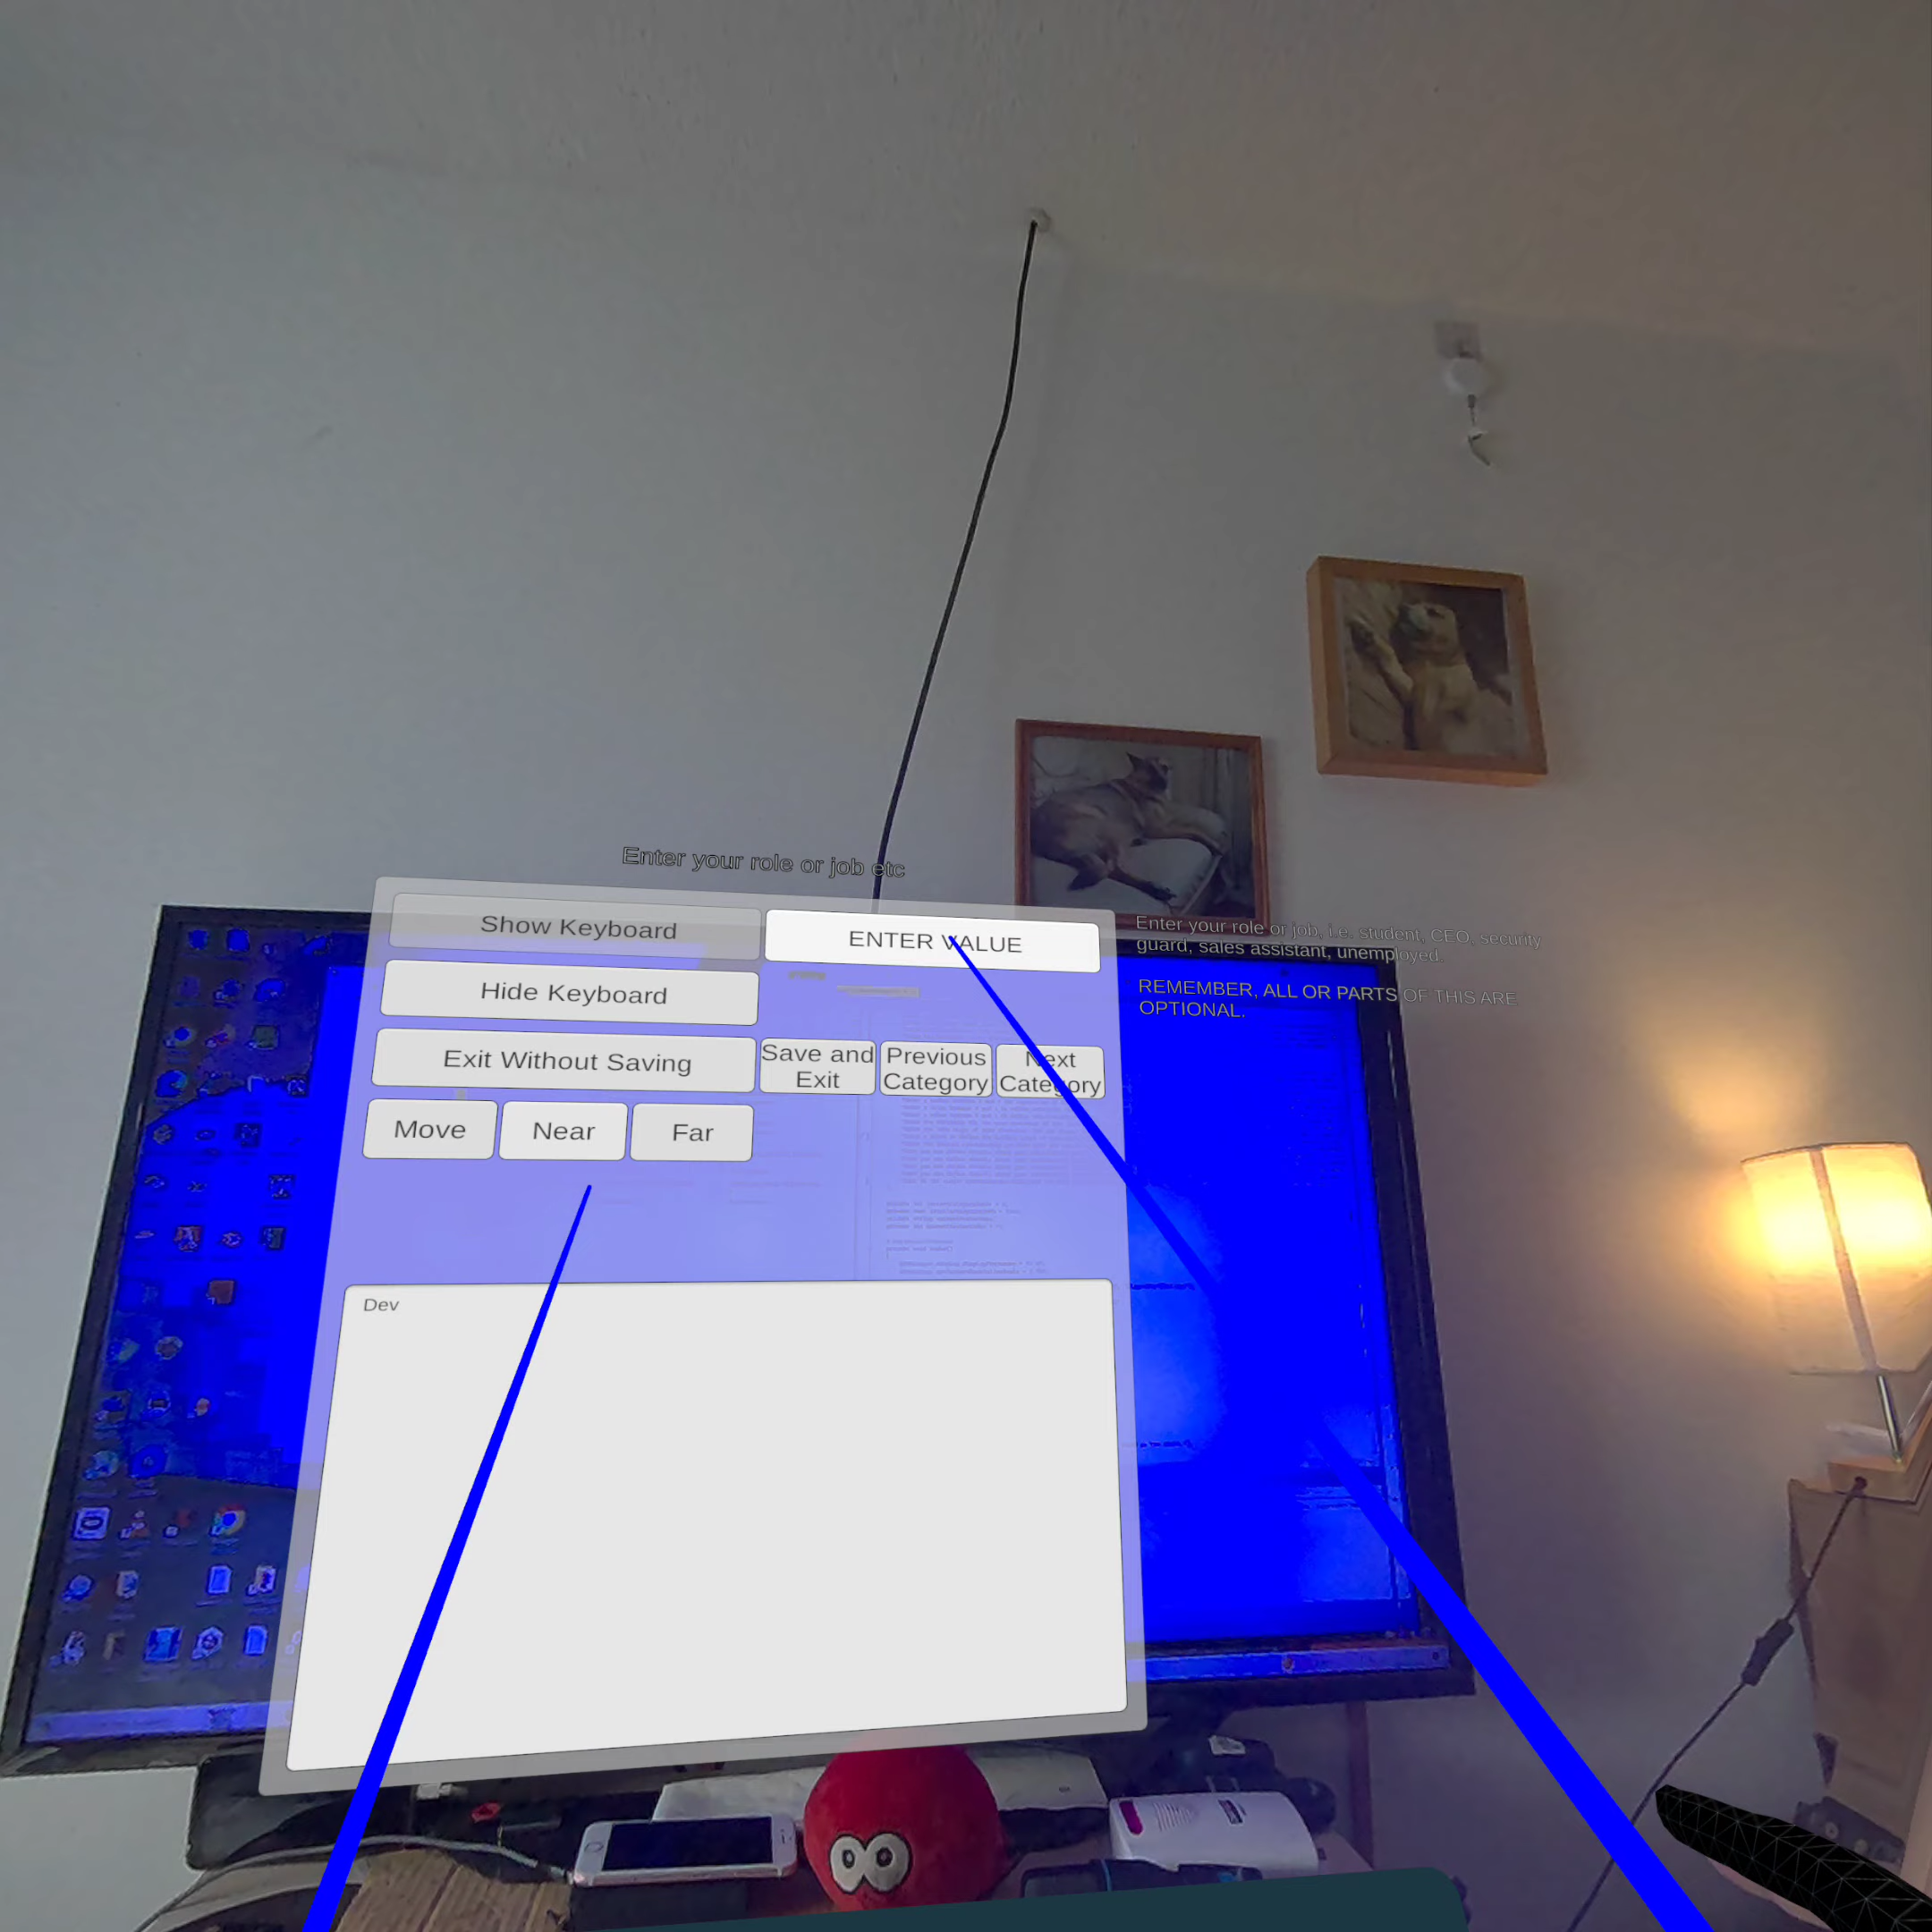 Enter your role or job etc
Show Keyboard
ENTER VALUE
Hide Keyboard
Exit Without Saving
Save and
Exit
Previous
Category
Next
Category
Move
Near
Far
Dev
Enter your role or job, i.e. student, CEO, security
guard, sales assistant, unemployed.
REMEMBER, ALL OR PARTS OF THIS ARE
OPTIONAL.